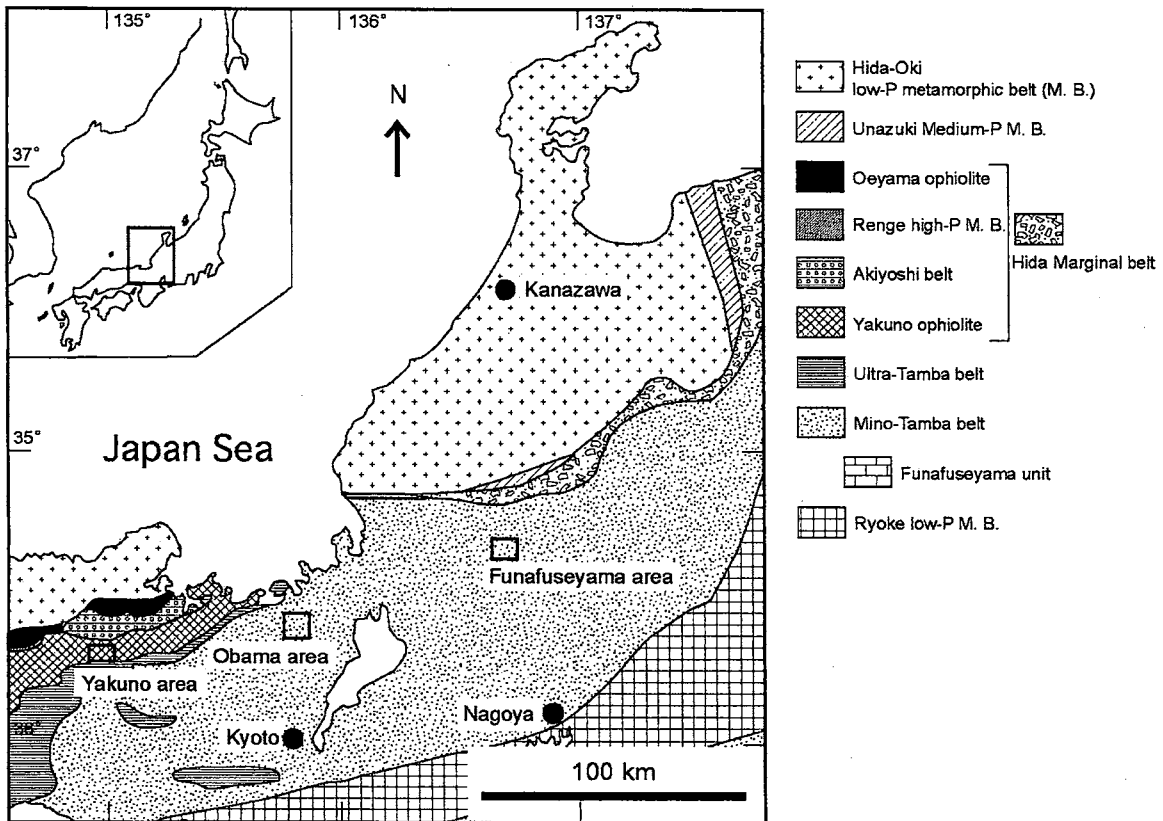 135°
136°
137°
N
37°
Kanazawa
35°
Japan Sea
Funafuseyama area
Obama area
Yakuno area
36°
Nagoya
Kyoto
100 km
Hida-Oki
low-P metamorphic belt (M. B.)
Unazuki Medium-P M. B.
Oeyama ophiolite
Renge high-P M. B.
Hida Marginal belt
Akiyoshi belt
Yakuno ophiolite
Ultra-Tamba belt
Mino-Tamba belt
Funafuseyama unit
Ryoke low-P M. B.